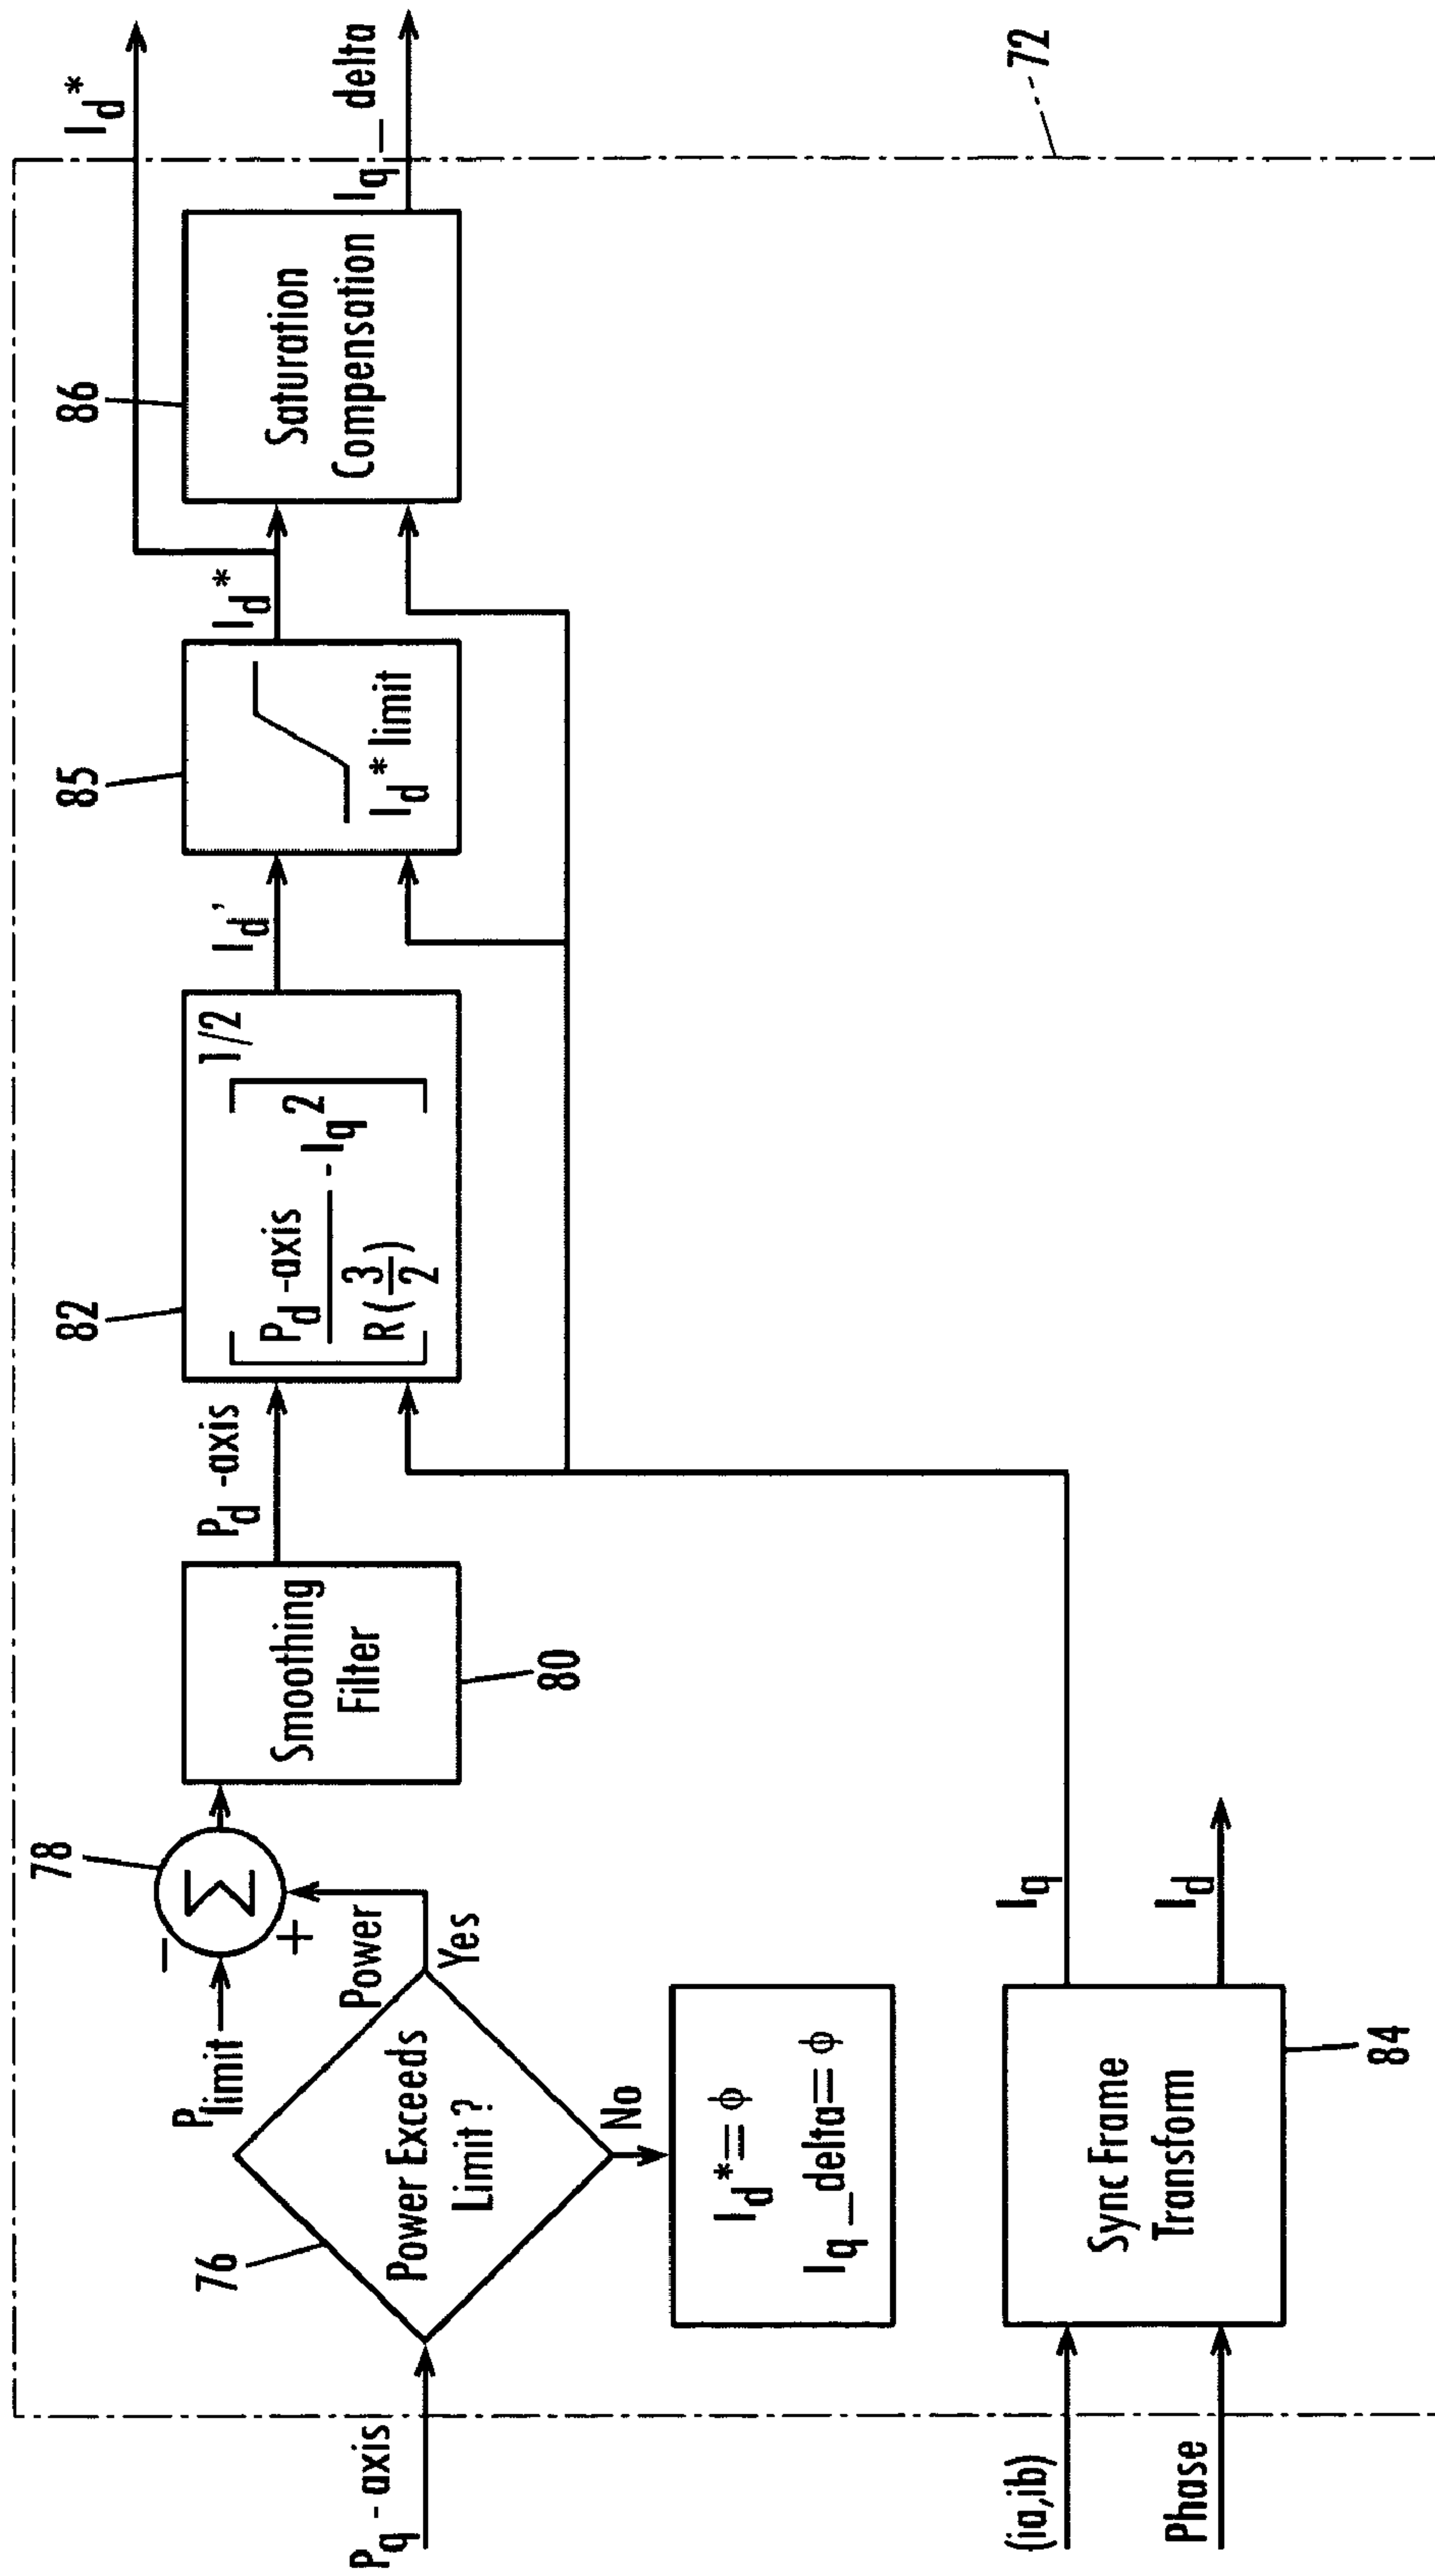 P_q - axis
76
Power Exceeds
Limit ?
Yes
Power
No
P_limit
−
+
Σ
78
Smoothing
Filter
80
P_d -axis
82
[ P_d -axis / R(3/2) - I_q^2 ] 1/2
I_d'
85
I_d* limit
I_d*
86
Saturation
Compensation
I_d*
I_q_delta
72
I_d*=ϕ
I_q_delta=ϕ
(ia,ib)
Phase
Sync Frame
Transform
84
I_q
I_d